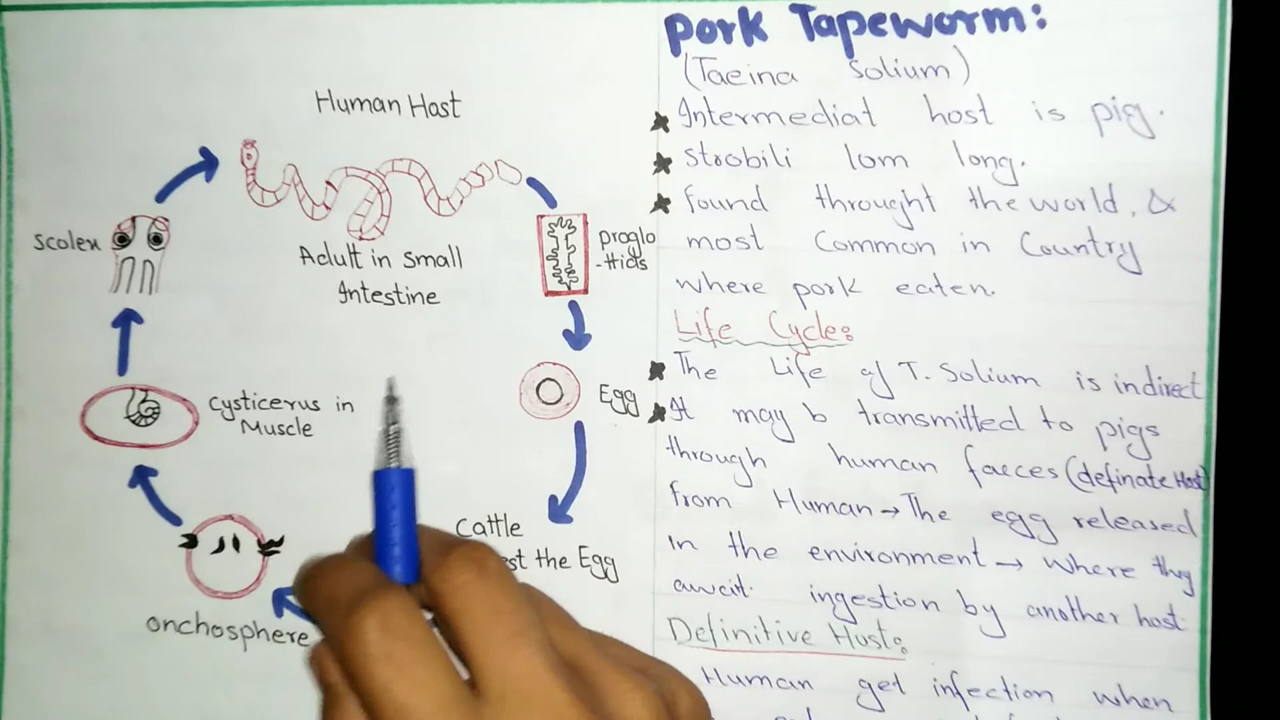 Human Host
Adult in Small
Intestine
Scolex
proglo
-ttids
Egg
Cysticerus in
Muscle
Cattle
est the Egg
onchosphere
Pork Tapeworm:
(Taeina Solium)
★ Intermediat host is pig.
★ Strobili 10m long.
★ found throught the world, &
most Common in Country
where pork eaten.
Life Cycle:
★ The Life of T. Solium is indirect
★ It may b transmitted to pigs
through human faeces (definate Host)
from Human → The egg released
in the environment → where they
await ingestion by another host.
Definitive Host:
Human get infection when